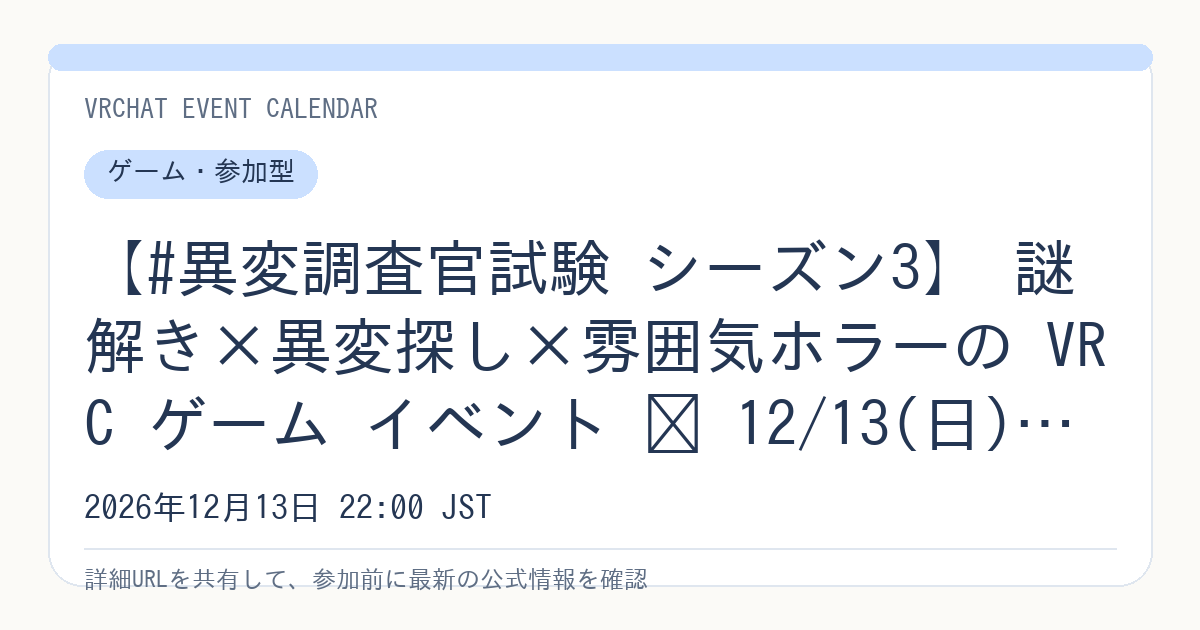 VRCHAT EVENT CALENDAR
ゲーム・参加型
【#異変調査官試験 シーズン3】 謎
解き×異変探し×雰囲気ホラーの VR
C ゲーム イベント 12/13(日)…
2026年12月13日 22:00 JST
詳細URLを共有して、参加前に最新の公式情報を確認